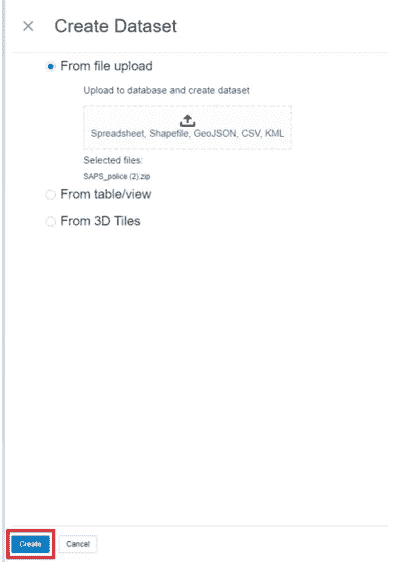 Create Dataset
From file upload
Upload to database and create dataset
Spreadsheet, Shapefile, GeoJSON, CSV, KML
Selected files:
SAPS_police (2).zip
From table/view
From 3D Tiles
Create Cancel